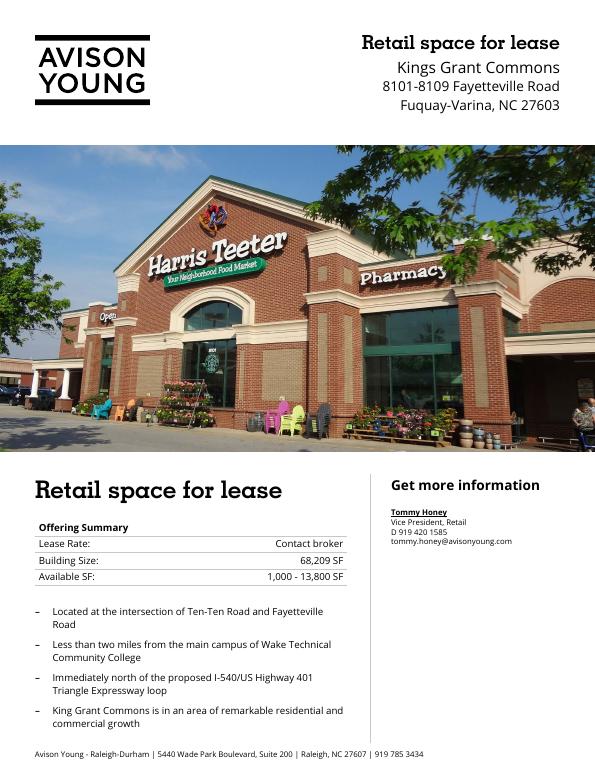 AVISON
YOUNG
Retail space for lease
Kings Grant Commons
8101-8109 Fayetteville Road
Fuquay-Varina, NC 27603
Harris Teeter
Your Neighborhood Food Market
Pharmacy
Open
Retail space for lease
Offering Summary
Lease Rate: Contact broker
Building Size: 68,209 SF
Available SF: 1,000 - 13,800 SF
– Located at the intersection of Ten-Ten Road and Fayetteville
Road
– Less than two miles from the main campus of Wake Technical
Community College
– Immediately north of the proposed I-540/US Highway 401
Triangle Expressway loop
– King Grant Commons is in an area of remarkable residential and
commercial growth
Get more information
Tommy Honey
Vice President, Retail
D 919 420 1585
tommy.honey@avisonyoung.com
Avison Young - Raleigh-Durham | 5440 Wade Park Boulevard, Suite 200 | Raleigh, NC 27607 | 919 785 3434